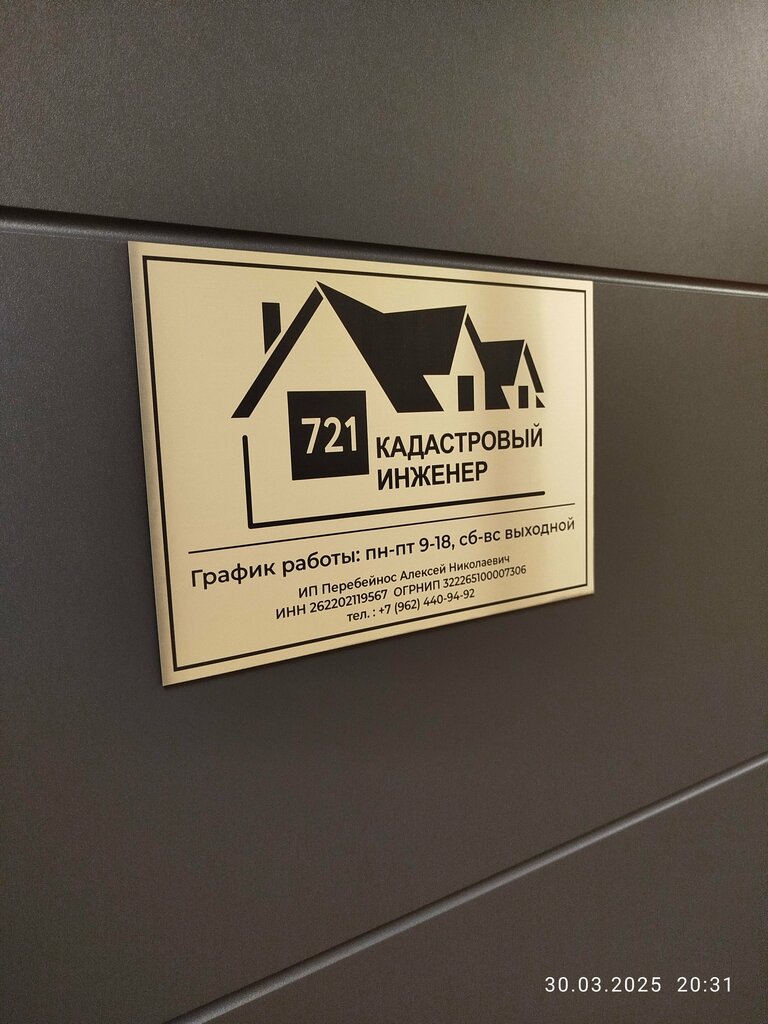 721
КАДАСТРОВЫЙ
ИНЖЕНЕР
График работы: пн-пт 9-18, сб-вс выходной
ИП Перебейнос Алексей Николаевич
ИНН 262202119567 ОГРНИП 322265100007306
тел. : +7 (962) 440-94-92
30.03.2025 20:31